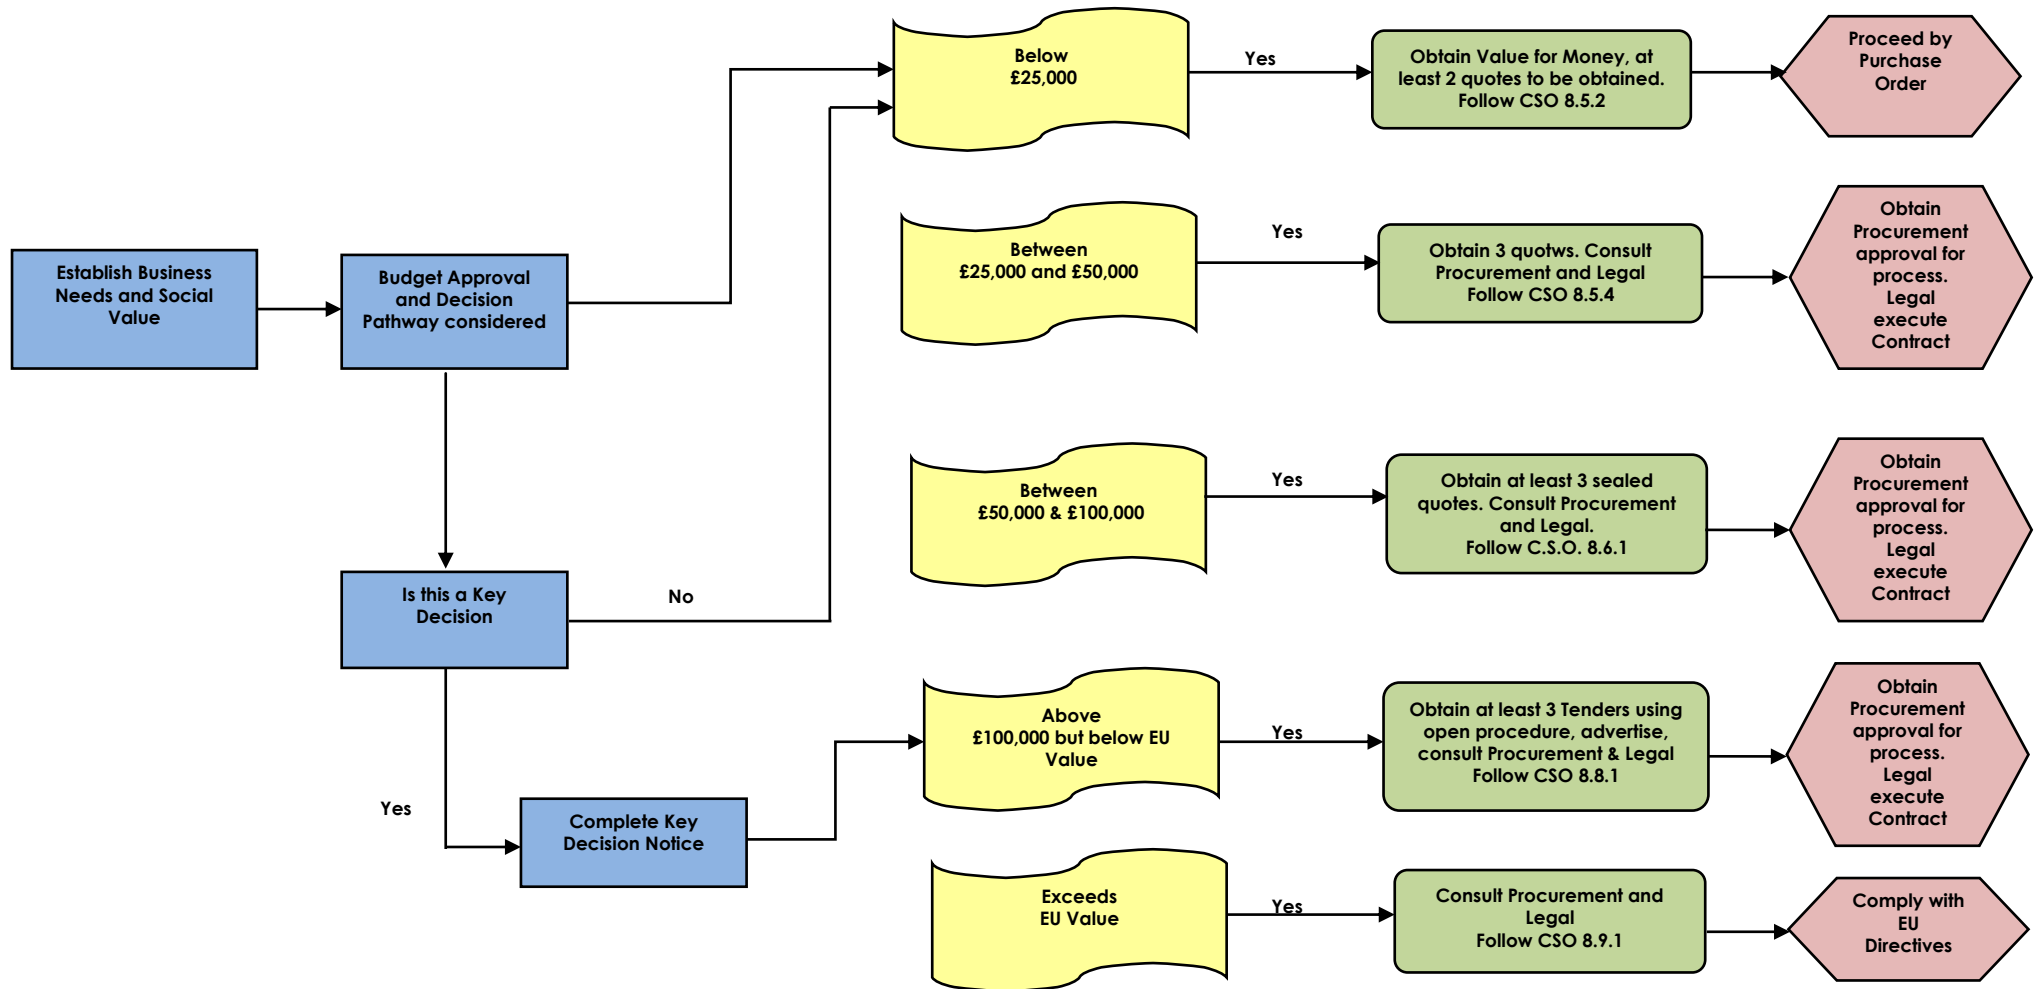 Below
£25,000
Yes
Obtain Value for Money, at
least 2 quotes to be obtained.
Follow CSO 8.5.2
Proceed by
Purchase
Order
Between
£25,000 and £50,000
Yes
Obtain 3 quotws. Consult
Procurement and Legal
Follow CSO 8.5.4
Obtain
Procurement
approval for
process.
Legal
execute
Contract
Establish Business
Needs and Social
Value
Budget Approval
and Decision
Pathway considered
Between
£50,000 & £100,000
Yes
Obtain at least 3 sealed
quotes. Consult Procurement
and Legal.
Follow C.S.O. 8.6.1
Obtain
Procurement
approval for
process.
Legal
execute
Contract
Is this a Key
Decision
No
Above
£100,000 but below EU
Value
Yes
Obtain at least 3 Tenders using
open procedure, advertise,
consult Procurement & Legal
Follow CSO 8.8.1
Obtain
Procurement
approval for
process.
Legal
execute
Contract
Yes
Complete Key
Decision Notice
Exceeds
EU Value
Yes
Consult Procurement and
Legal
Follow CSO 8.9.1
Comply with
EU
Directives